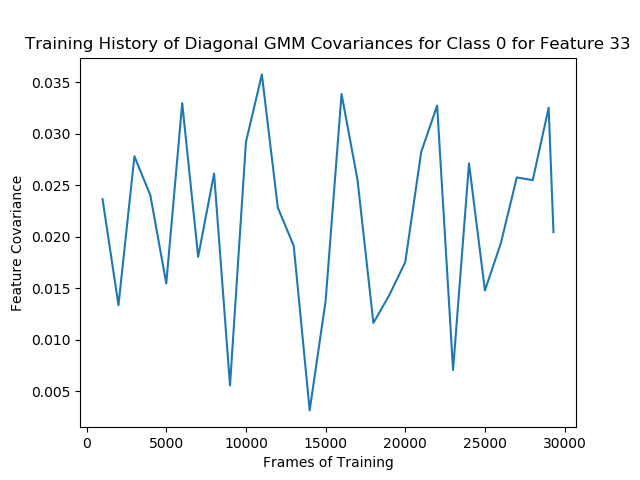 Training History of Diagonal GMM Covariances for Class 0 for Feature 33
0.035
0.030
0.025
0.020
0.015
0.010
0.005
Feature Covariance
0 5000 10000 15000 20000 25000 30000
Frames of Training